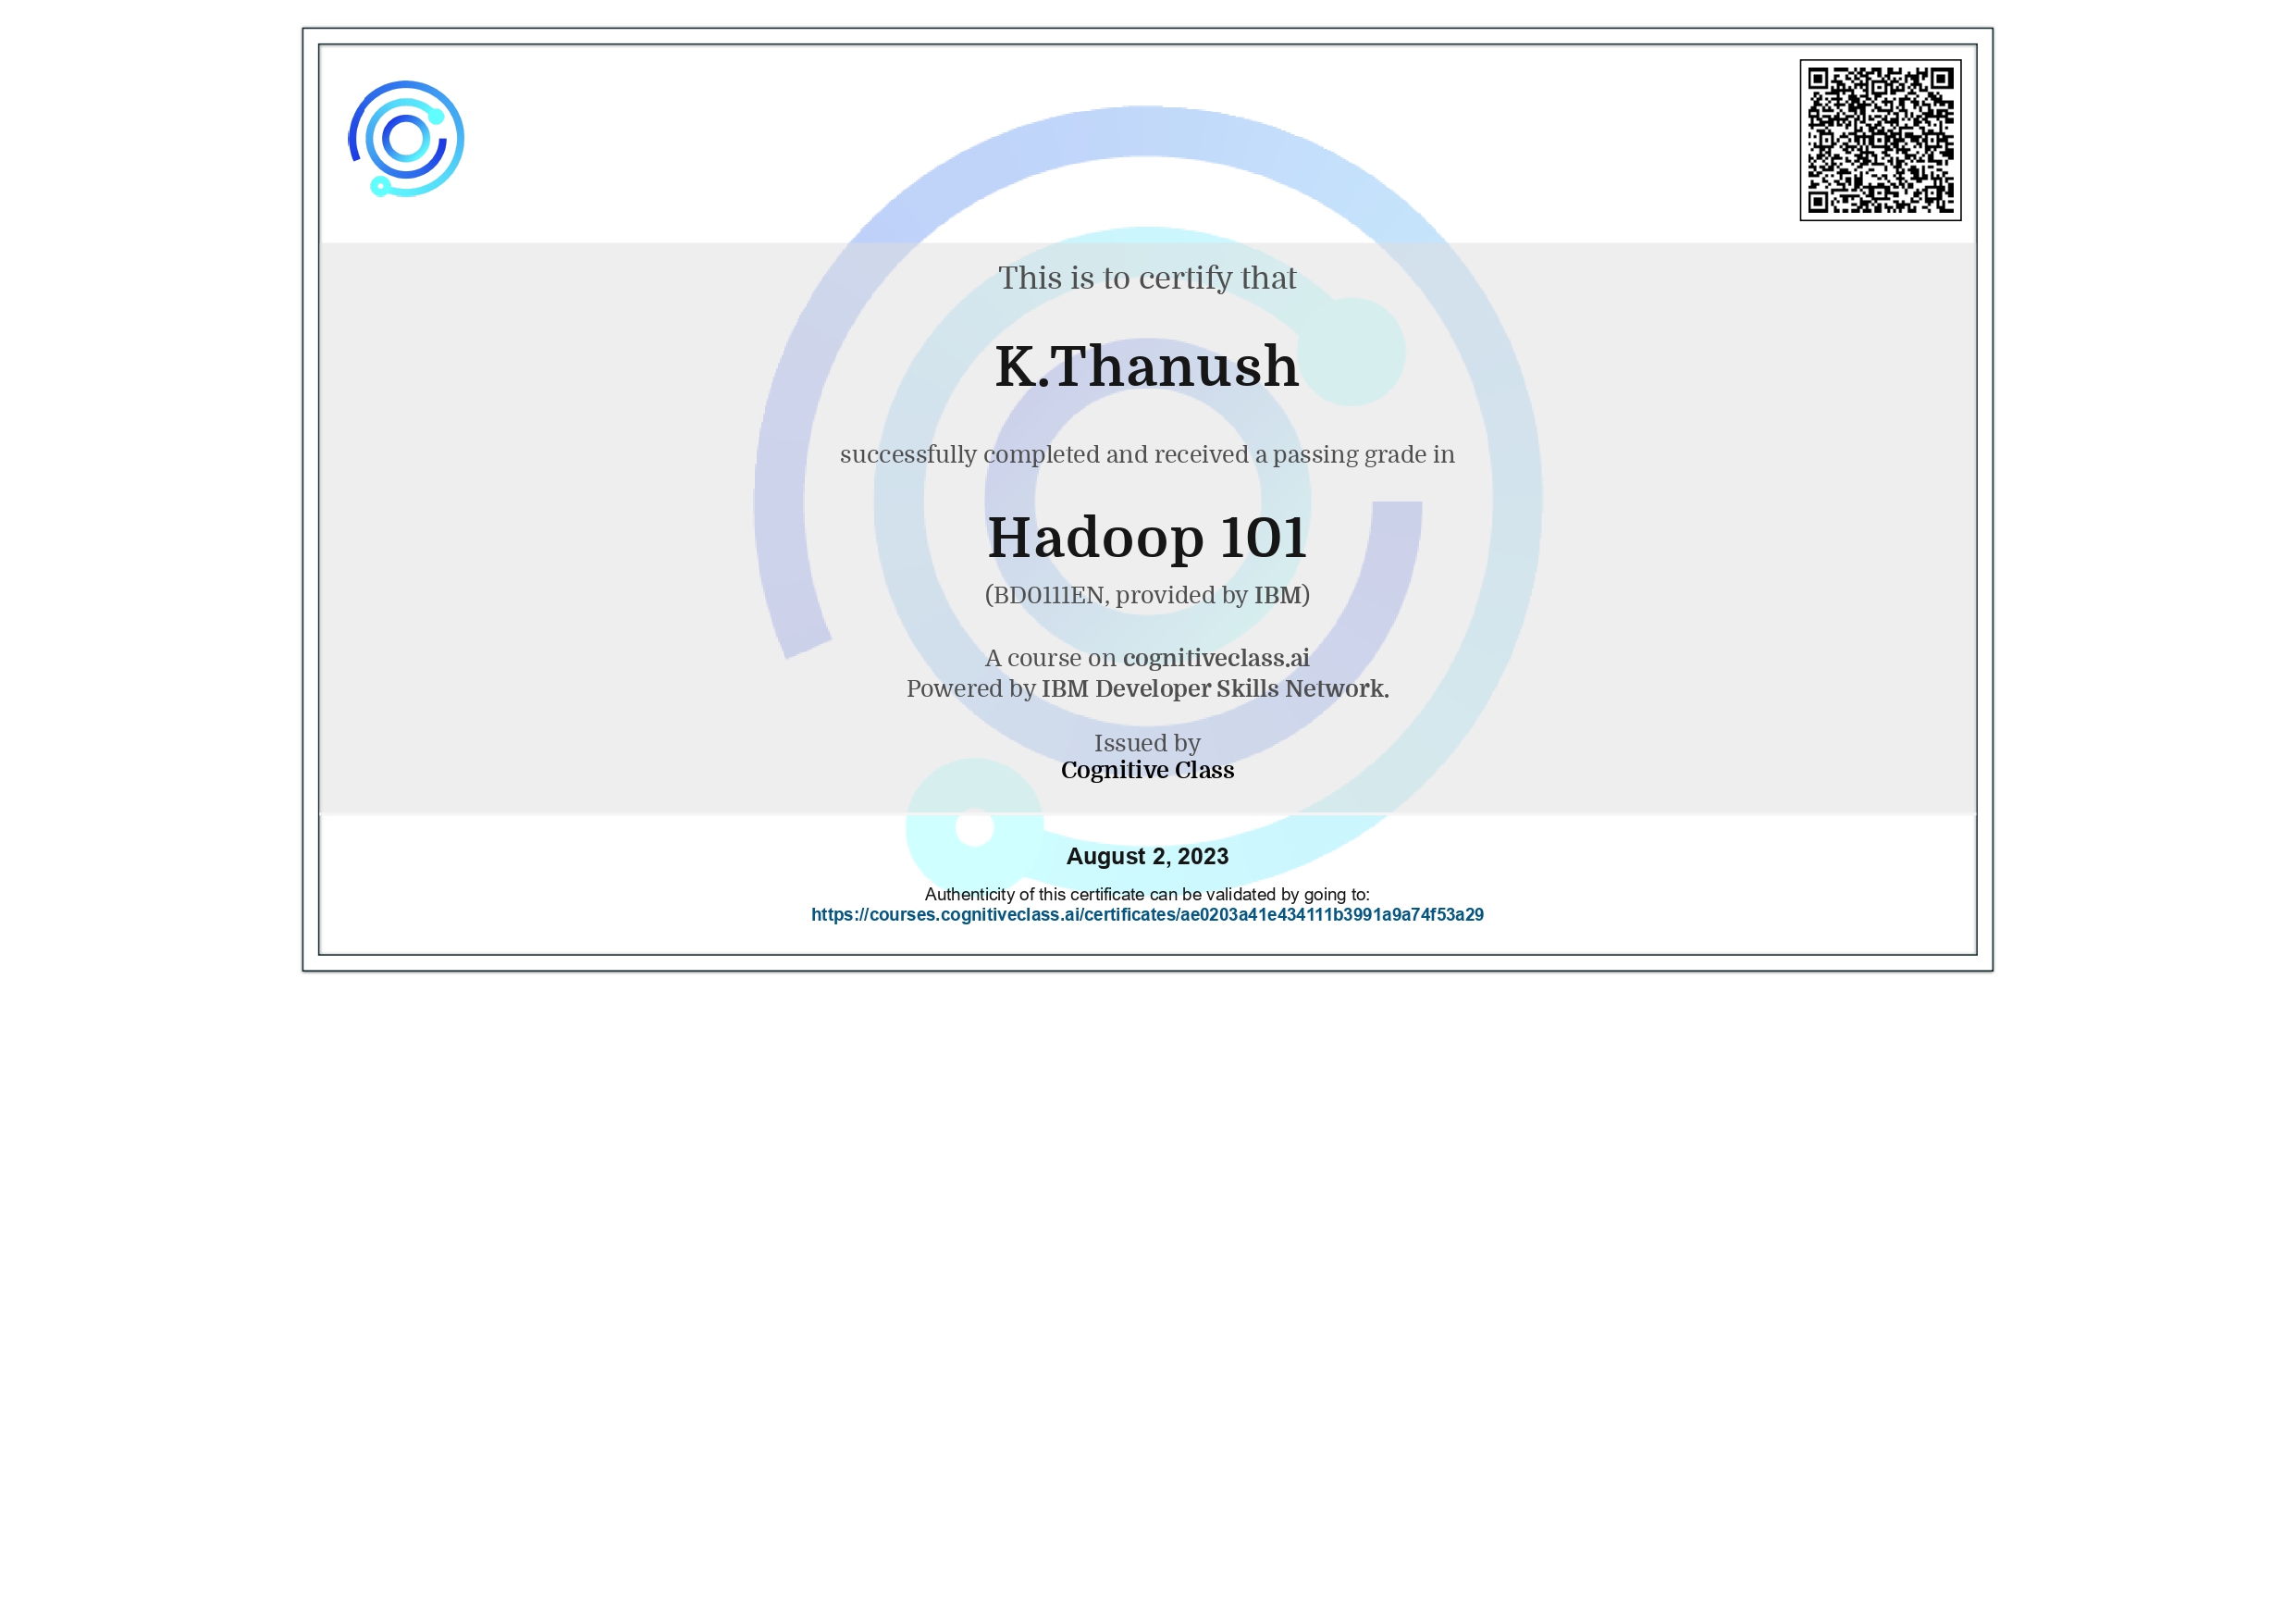 This is to certify that
K.Thanush
successfully completed and received a passing grade in
Hadoop 101
(BD0111EN, provided by IBM)
A course on cognitiveclass.ai
Powered by IBM Developer Skills Network.
Issued by
Cognitive Class
August 2, 2023
Authenticity of this certificate can be validated by going to:
https://courses.cognitiveclass.ai/certificates/ae0203a41e434111b3991a9a74f53a29